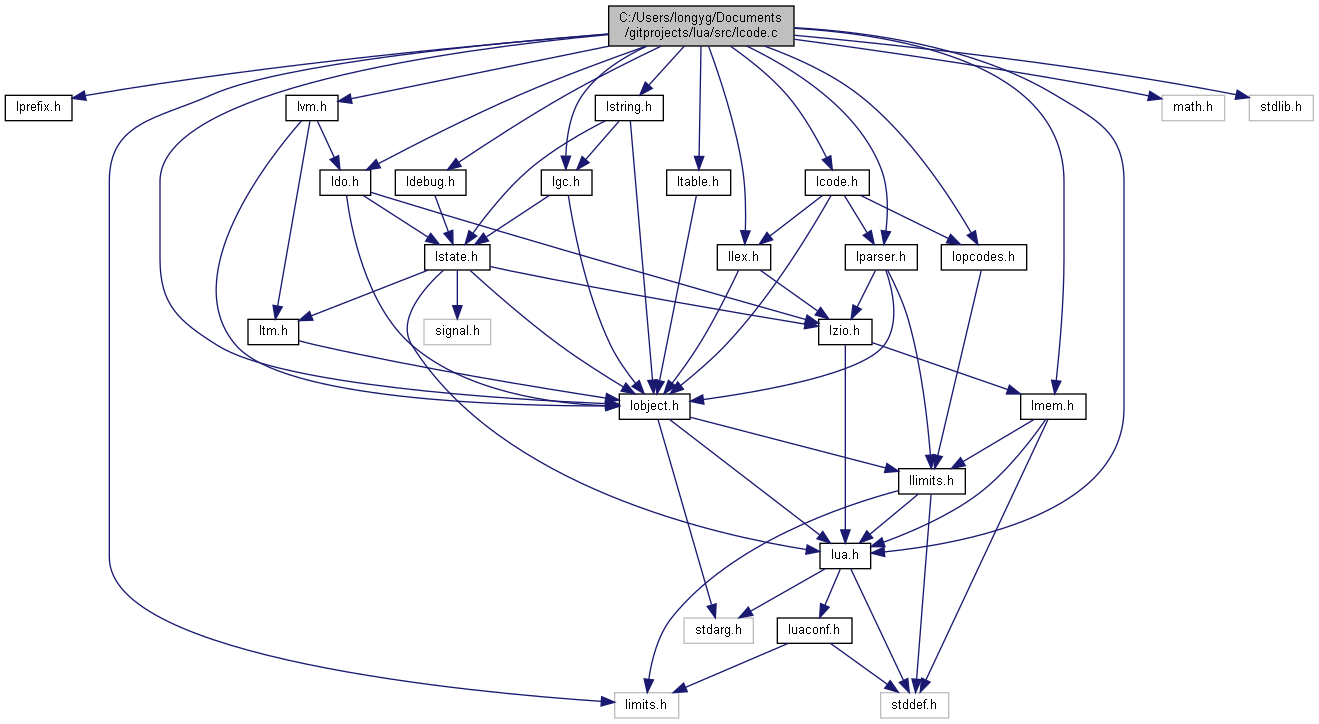 C:/Users/longyg/Documents
/gitprojects/lua/src/lcode.c
lprefix.h
lvm.h
lstring.h
math.h
stdlib.h
ldo.h
ldebug.h
lgc.h
ltable.h
lcode.h
lstate.h
llex.h
lparser.h
lopcodes.h
ltm.h
signal.h
lzio.h
lobject.h
lmem.h
llimits.h
lua.h
stdarg.h
luaconf.h
limits.h
stddef.h